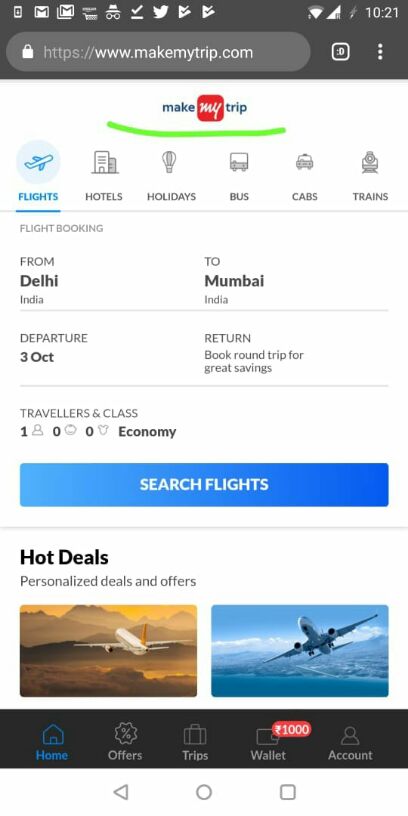 10:21
https://www.makemytrip.com
:D
make my trip
FLIGHTS HOTELS HOLIDAYS BUS CABS TRAINS
FLIGHT BOOKING
FROM TO
Delhi Mumbai
India India
DEPARTURE RETURN
3 Oct Book round trip for
great savings
TRAVELLERS & CLASS
1 0 0 Economy
SEARCH FLIGHTS
Hot Deals
Personalized deals and offers
₹1000
Home Offers Trips Wallet Account